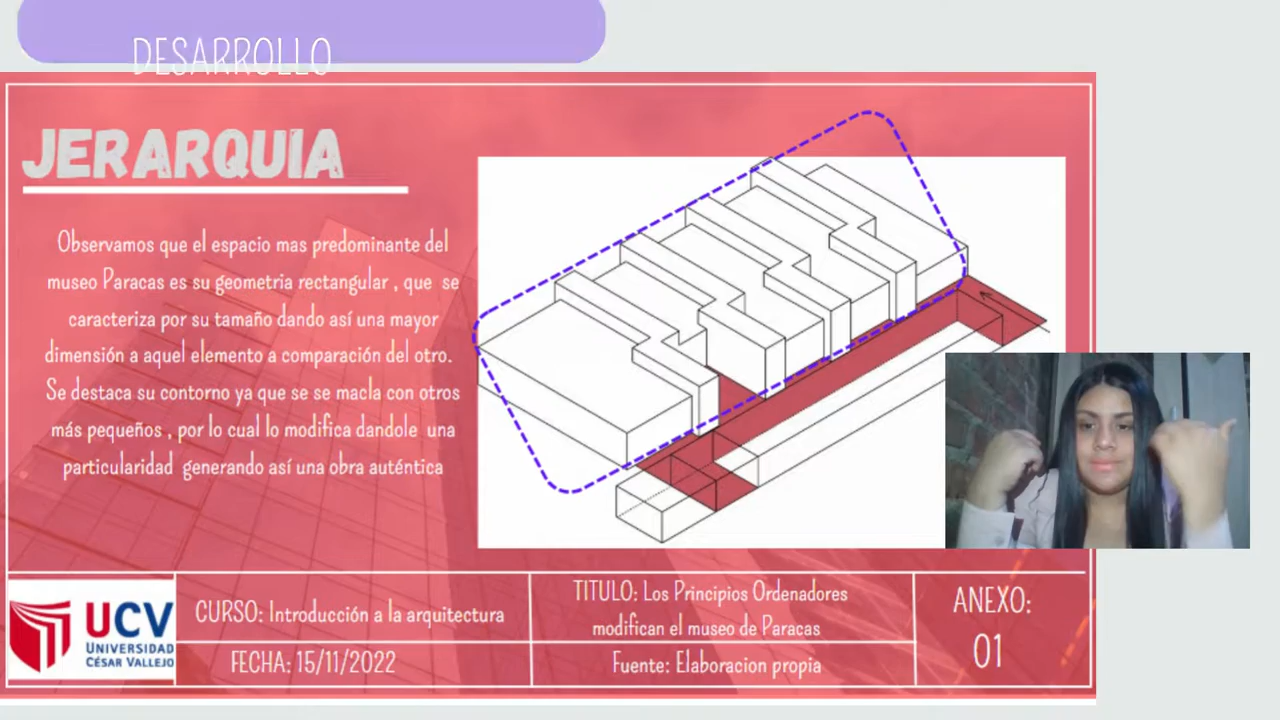 DESARROLLO
JERARQUIA
Observamos que el espacio mas predominante del
museo Paracas es su geometria rectangular , que se
caracteriza por su tamaño dando así una mayor
dimensión a aquel elemento a comparación del otro.
Se destaca su contorno ya que se se macla con otros
más pequeños , por lo cual lo modifica dandole una
particularidad generando así una obra auténtica
UCV
UNIVERSIDAD
CÉSAR VALLEJO
CURSO: Introducción a la arquitectura
FECHA: 15/11/2022
TITULO: Los Principios Ordenadores
modifican el museo de Paracas
Fuente: Elaboracion propia
ANEXO:
01